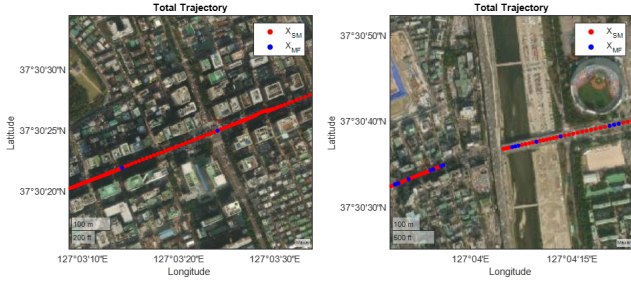 Total Trajectory
X_SM
X_MF
37°30'30"N
37°30'25"N
37°30'20"N
Latitude
100 m
200 ft
127°03'10"E
127°03'20"E
127°03'30"E
Longitude
Total Trajectory
X_SM
X_MF
37°30'50"N
37°30'40"N
37°30'30"N
Latitude
100 m
500 ft
127°04'E
127°04'15"E
Longitude